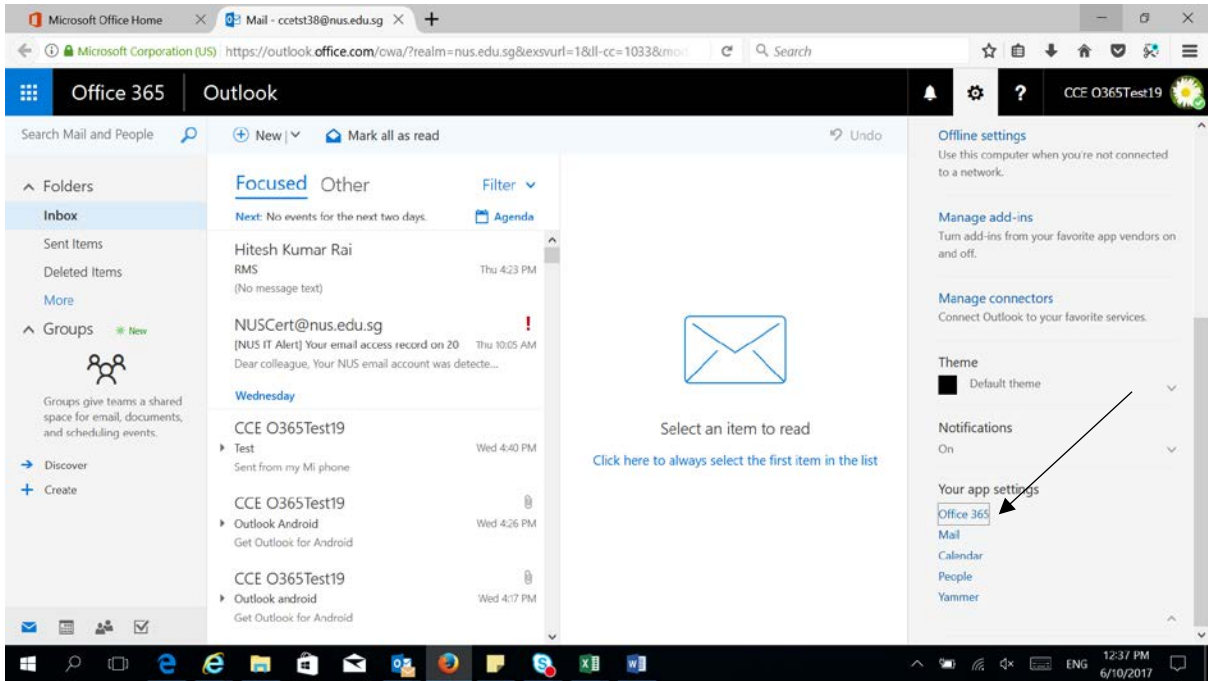 Microsoft Office Home
Mail - ccetst38@nus.edu.sg
Microsoft Corporation (US) https://outlook.office.com/owa/?realm=nus.edu.sg&exsvurl=1&ll-cc=1033&mo
Search
Office 365
Outlook
CCE O365Test19
Search Mail and People
New
Mark all as read
Undo
Folders
Inbox
Sent Items
Deleted Items
More
Groups
New
Groups give teams a shared
space for email, documents,
and scheduling events.
Discover
Create
Focused Other Filter
Next: No events for the next two days. Agenda
Hitesh Kumar Rai
RMS Thu 4:23 PM
(No message text)
NUSCert@nus.edu.sg !
[NUS IT Alert] Your email access record on 20 Thu 10:05 AM
Dear colleague, Your NUS email account was detecte...
Wednesday
CCE O365Test19
Test Wed 4:40 PM
Sent from my Mi phone
CCE O365Test19
Outlook Android Wed 4:26 PM
Get Outlook for Android
CCE O365Test19
Outlook android Wed 4:17 PM
Get Outlook for Android
Select an item to read
Click here to always select the first item in the list
Offline settings
Use this computer when you're not connected
to a network.
Manage add-ins
Turn add-ins from your favorite app vendors on
and off.
Manage connectors
Connect Outlook to your favorite services.
Theme
Default theme
Notifications
On
Your app settings
Office 365
Mail
Calendar
People
Yammer
ENG
12:37 PM
6/10/2017